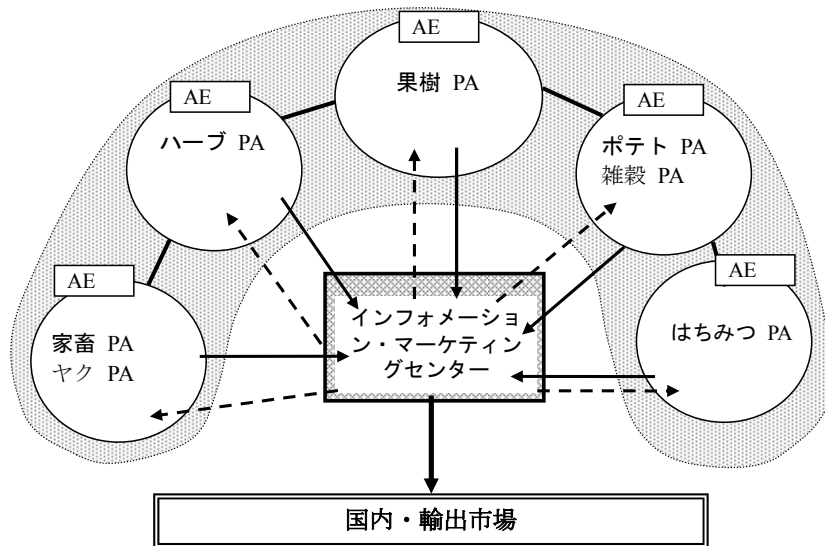 AE
果樹 PA
AE
ハーブ PA
AE
ポテト PA
雑穀 PA
AE
家畜 PA
ヤク PA
AE
はちみつ PA
インフォメーショ
ン・マーケティン
グセンター
国内・輸出市場